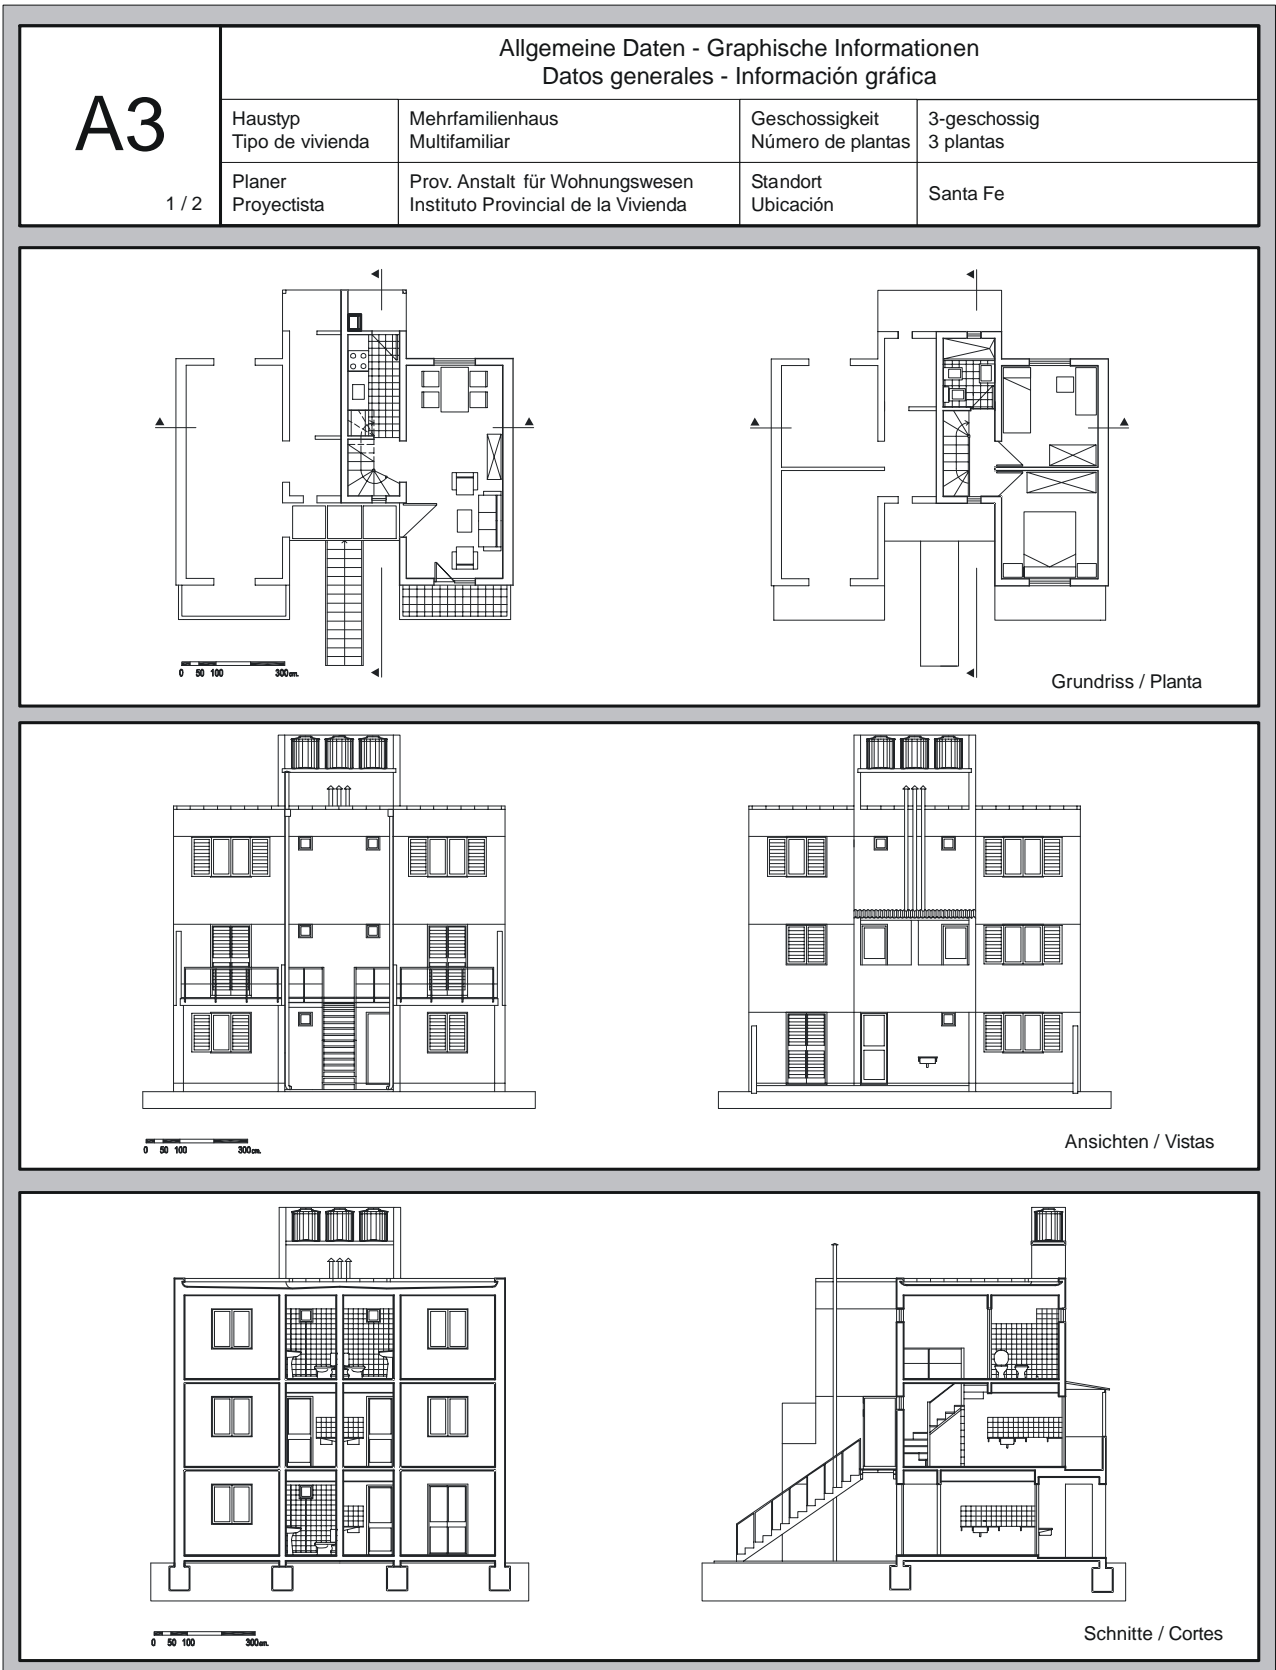 A3
1 / 2
Allgemeine Daten - Graphische Informationen
Datos generales - Información gráfica
Haustyp
Tipo de vivienda
Mehrfamilienhaus
Multifamiliar
Geschossigkeit
Número de plantas
3-geschossig
3 plantas
Planer
Proyectista
Prov. Anstalt für Wohnungswesen
Instituto Provincial de la Vivienda
Standort
Ubicación
Santa Fe
0 50 100 300cm.
Grundriss / Planta
0 50 100 300cm.
Ansichten / Vistas
0 50 100 300cm.
Schnitte / Cortes